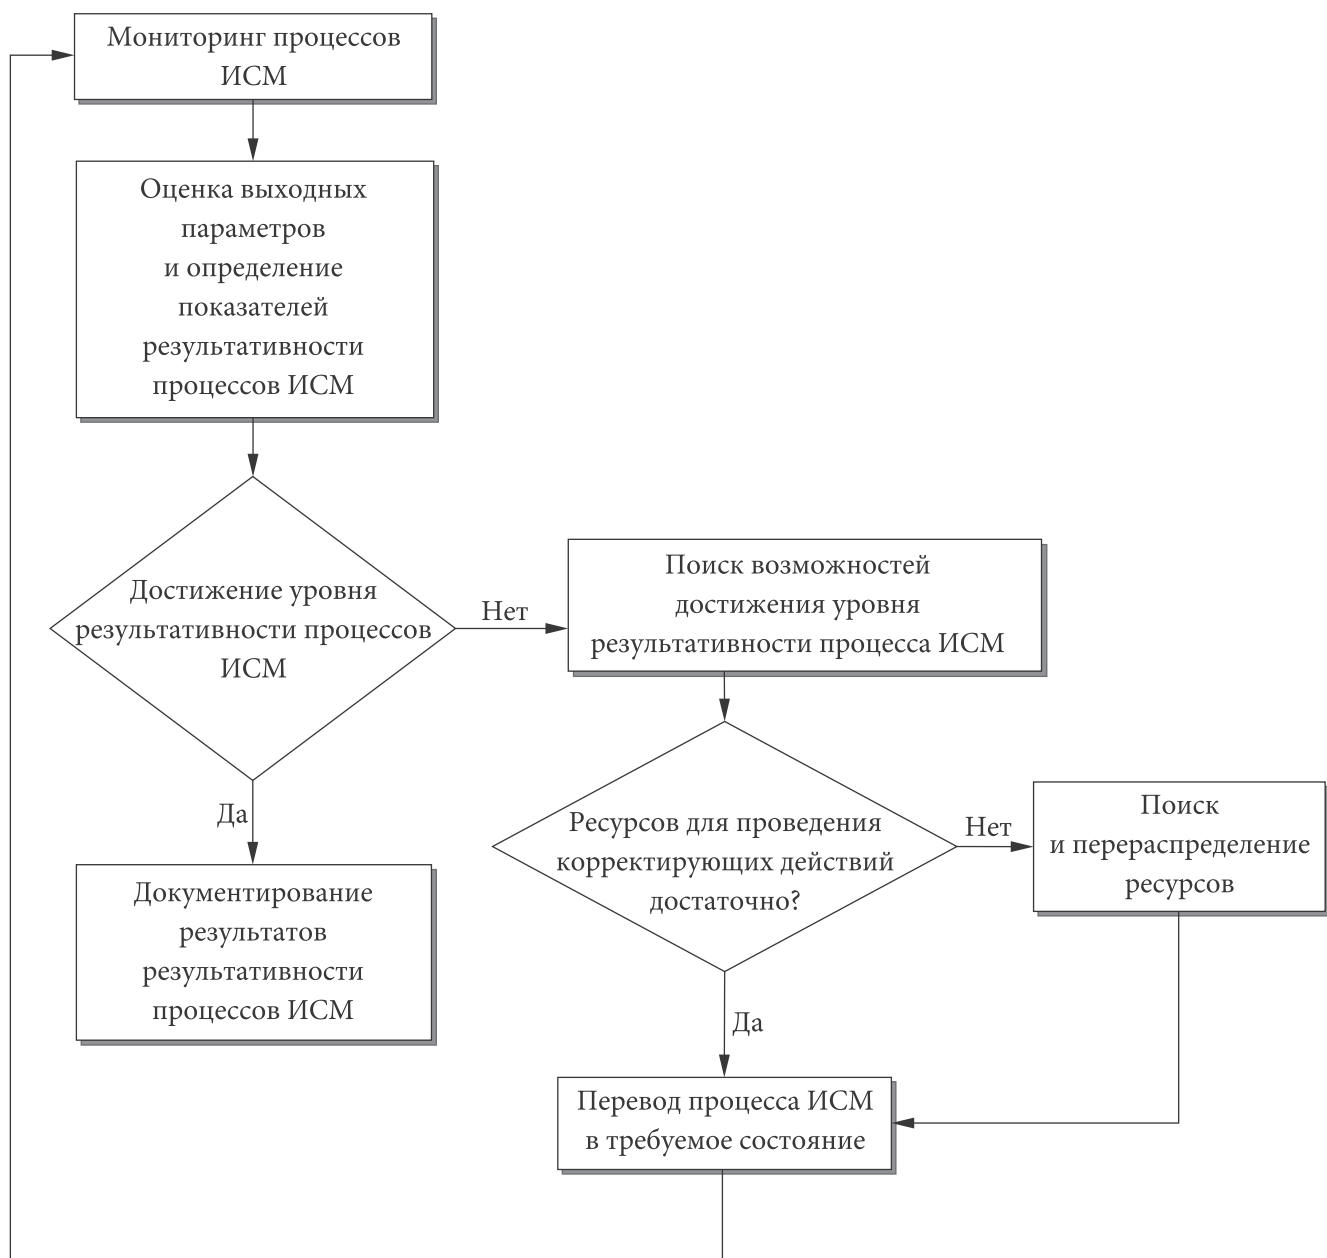 Мониторинг процессов
ИСМ
Оценка выходных
параметров
и определение
показателей
результативности
процессов ИСМ
Достижение уровня
результативности процессов
ИСМ
Нет
Поиск возможностей
достижения уровня
результативности процесса ИСМ
Да
Документирование
результатов
результативности
процессов ИСМ
Ресурсов для проведения
корректирующих действий
достаточно?
Нет
Поиск
и перераспределение
ресурсов
Да
Перевод процесса ИСМ
в требуемое состояние